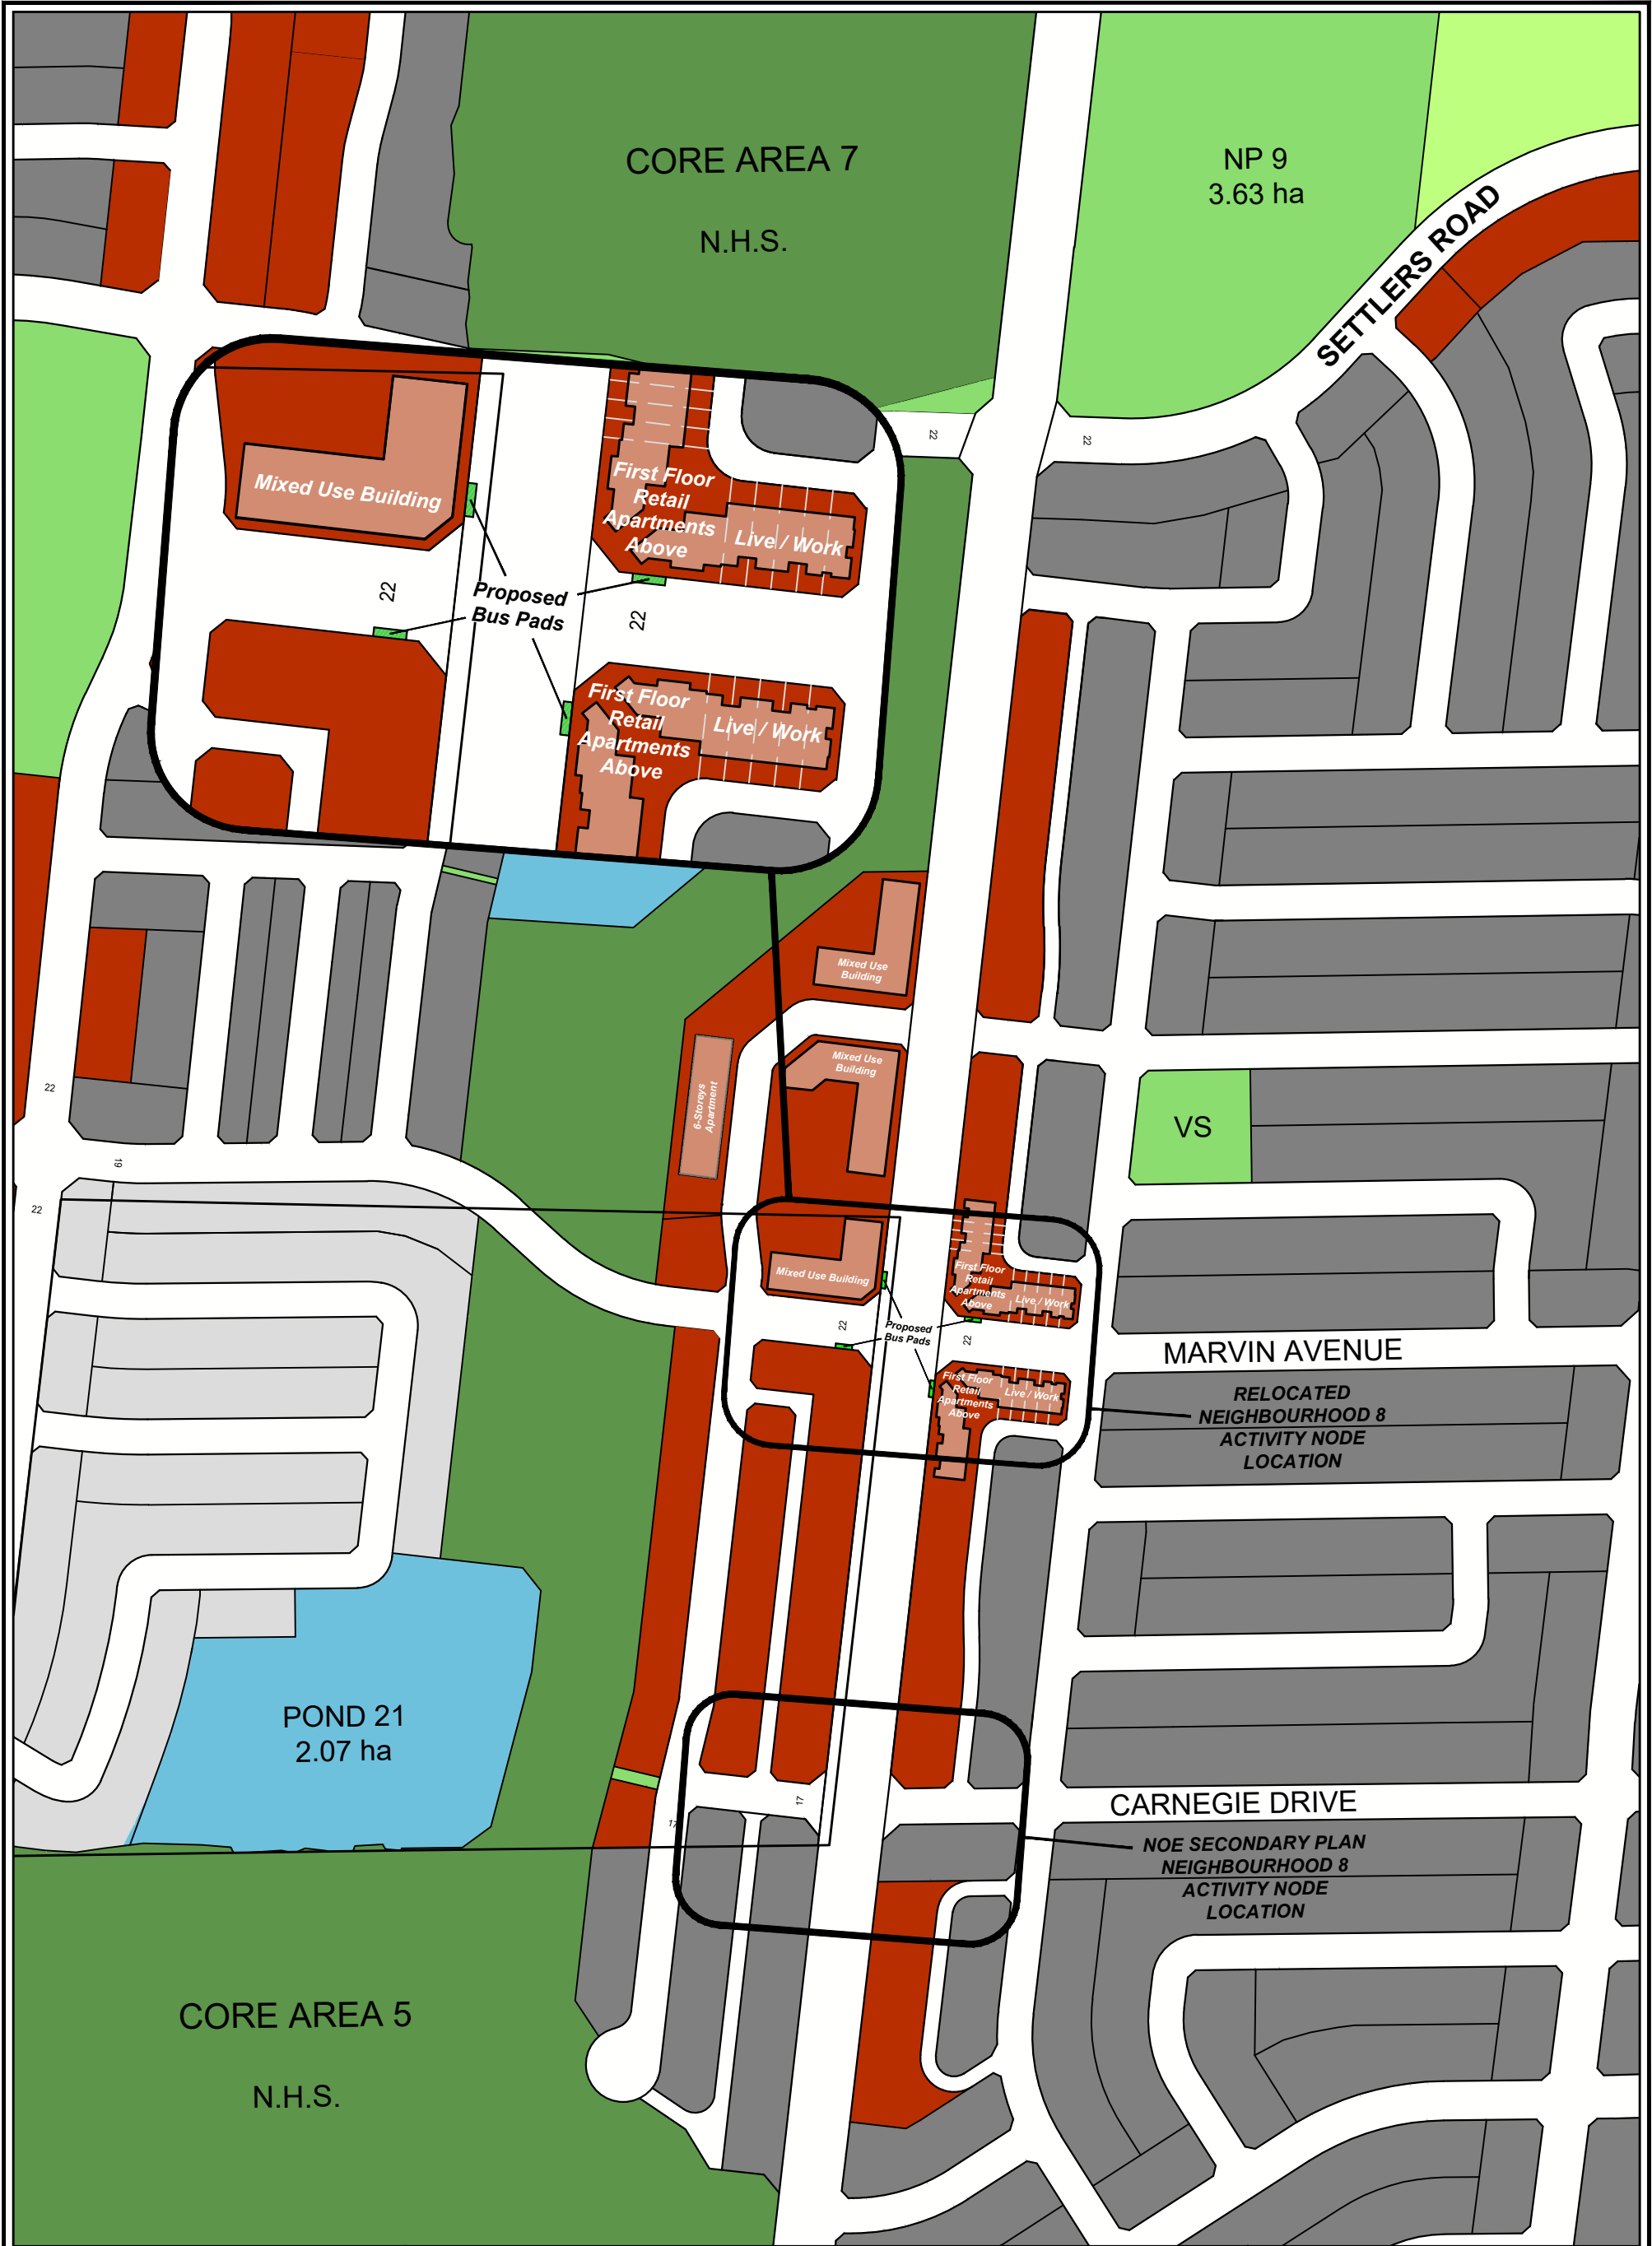 CORE AREA 7
N.H.S.
NP 9
3.63 ha
SETTLERS ROAD
22
22
Mixed Use Building
First Floor
Retail
Apartments
Above
Live / Work
22
Proposed
Bus Pads
22
First Floor
Retail
Apartments
Above
Live / Work
Mixed Use
Building
Mixed Use
Building
6-Storeys
Apartment
22
19
22
VS
Mixed Use Building
First Floor
Retail
Apartments
Above
Live / Work
22
Proposed
Bus Pads
22
First Floor
Retail
Apartments
Above
Live / Work
MARVIN AVENUE
RELOCATED
NEIGHBOURHOOD 8
ACTIVITY NODE
LOCATION
POND 21
2.07 ha
17
17
CARNEGIE DRIVE
NOE SECONDARY PLAN
NEIGHBOURHOOD 8
ACTIVITY NODE
LOCATION
CORE AREA 5
N.H.S.